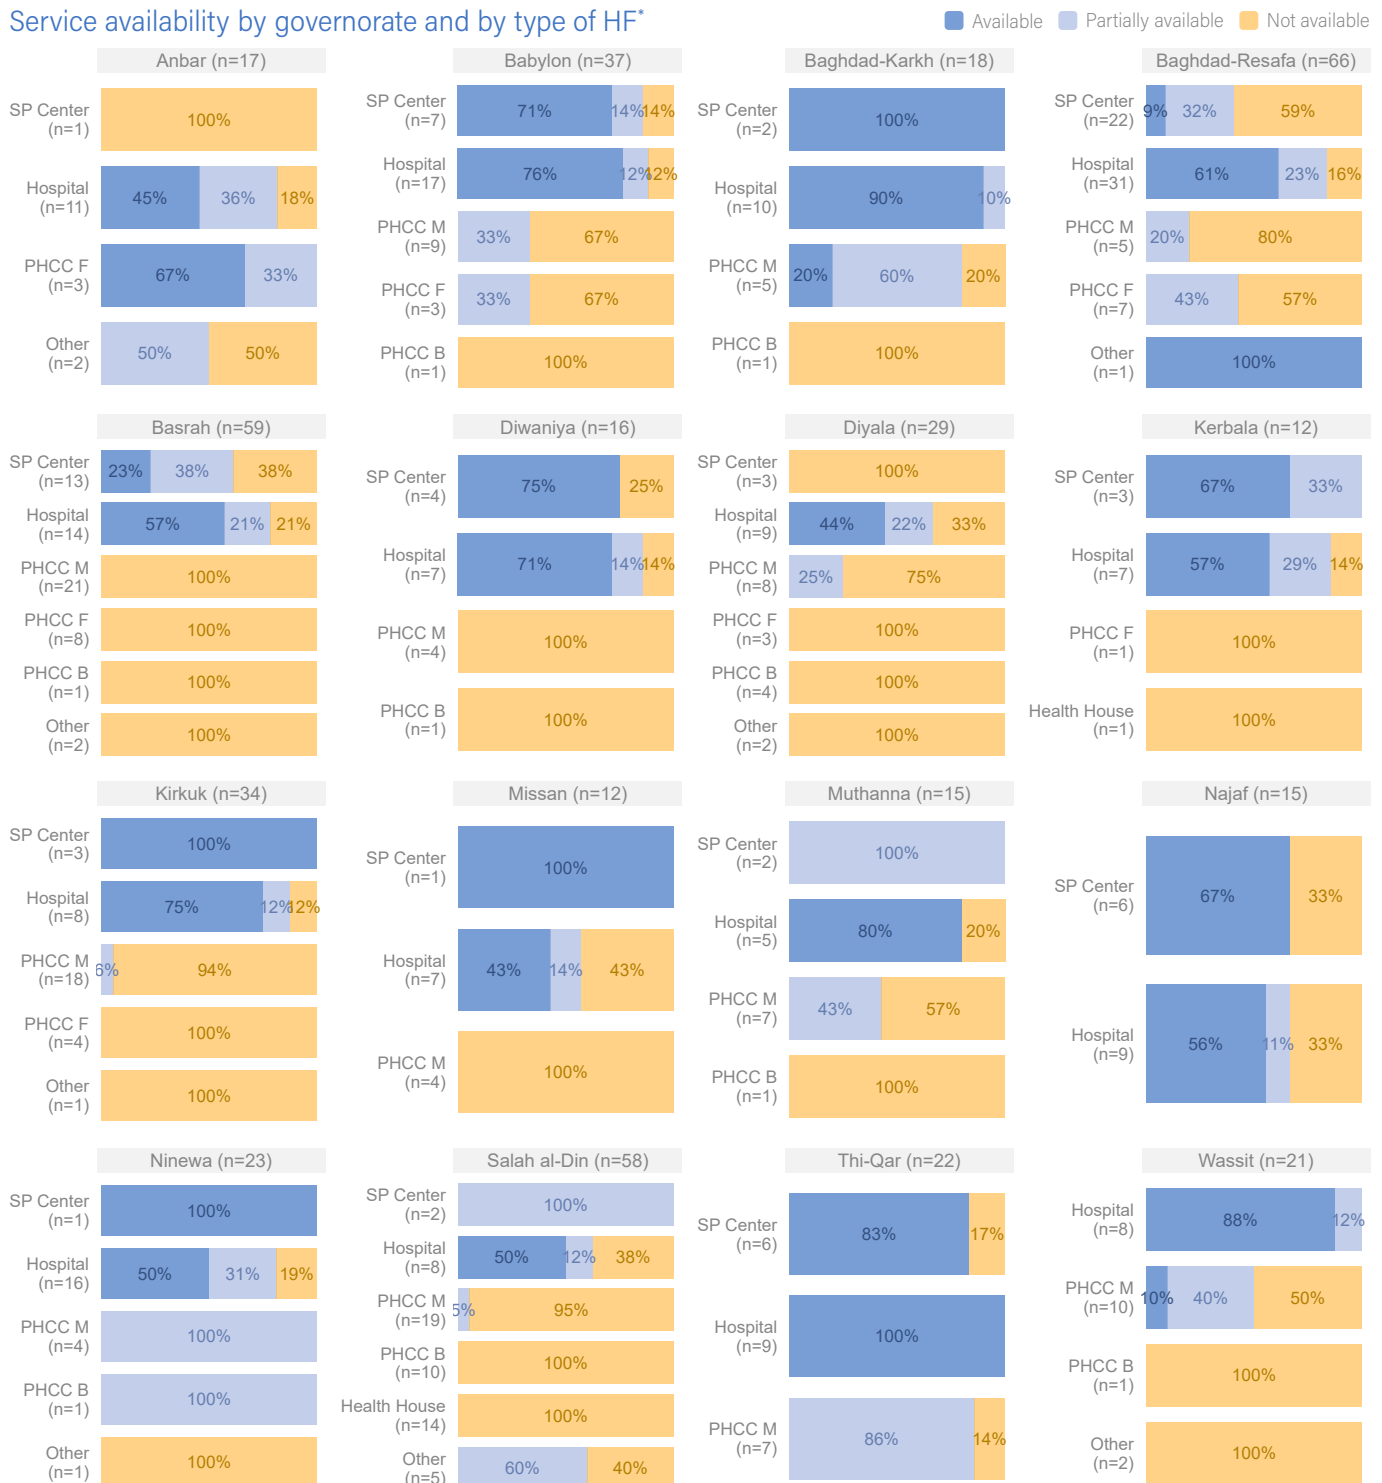 Service availability by governorate and by type of HF*
Available Partially available Not available
Anbar (n=17)
SP Center
(n=1)
100%
Hospital
(n=11)
45% 36% 18%
PHCC F
(n=3)
67% 33%
Other
(n=2)
50% 50%
Babylon (n=37)
SP Center
(n=7)
71% 14% 14%
Hospital
(n=17)
76% 12% 12%
PHCC M
(n=9)
33% 67%
PHCC F
(n=3)
33% 67%
PHCC B
(n=1)
100%
Baghdad-Karkh (n=18)
SP Center
(n=2)
100%
Hospital
(n=10)
90% 10%
PHCC M
(n=5)
20% 60% 20%
PHCC B
(n=1)
100%
Baghdad-Resafa (n=66)
SP Center
(n=22)
9% 32% 59%
Hospital
(n=31)
61% 23% 16%
PHCC M
(n=5)
20% 80%
PHCC F
(n=7)
43% 57%
Other
(n=1)
100%
Basrah (n=59)
SP Center
(n=13)
23% 38% 38%
Hospital
(n=14)
57% 21% 21%
PHCC M
(n=21)
100%
PHCC F
(n=8)
100%
PHCC B
(n=1)
100%
Other
(n=2)
100%
Diwaniya (n=16)
SP Center
(n=4)
75% 25%
Hospital
(n=7)
71% 14% 14%
PHCC M
(n=4)
100%
PHCC B
(n=1)
100%
Diyala (n=29)
SP Center
(n=3)
100%
Hospital
(n=9)
44% 22% 33%
PHCC M
(n=8)
25% 75%
PHCC F
(n=3)
100%
PHCC B
(n=4)
100%
Other
(n=2)
100%
Kerbala (n=12)
SP Center
(n=3)
67% 33%
Hospital
(n=7)
57% 29% 14%
PHCC F
(n=1)
100%
Health House
(n=1)
100%
Kirkuk (n=34)
SP Center
(n=3)
100%
Hospital
(n=8)
75% 12% 12%
PHCC M
(n=18)
6% 94%
PHCC F
(n=4)
100%
Other
(n=1)
100%
Missan (n=12)
SP Center
(n=1)
100%
Hospital
(n=7)
43% 14% 43%
PHCC M
(n=4)
100%
Muthanna (n=15)
SP Center
(n=2)
100%
Hospital
(n=5)
80% 20%
PHCC M
(n=7)
43% 57%
PHCC B
(n=1)
100%
Najaf (n=15)
SP Center
(n=6)
67% 33%
Hospital
(n=9)
56% 11% 33%
Ninewa (n=23)
SP Center
(n=1)
100%
Hospital
(n=16)
50% 31% 19%
PHCC M
(n=4)
100%
PHCC B
(n=1)
100%
Other
(n=1)
100%
Salah al-Din (n=58)
SP Center
(n=2)
100%
Hospital
(n=8)
50% 12% 38%
PHCC M
(n=19)
5% 95%
PHCC B
(n=10)
100%
Health House
(n=14)
100%
Other
(n=5)
60% 40%
Thi-Qar (n=22)
SP Center
(n=6)
83% 17%
Hospital
(n=9)
100%
PHCC M
(n=7)
86% 14%
Wassit (n=21)
Hospital
(n=8)
88% 12%
PHCC M
(n=10)
10% 40% 50%
PHCC B
(n=1)
100%
Other
(n=2)
100%